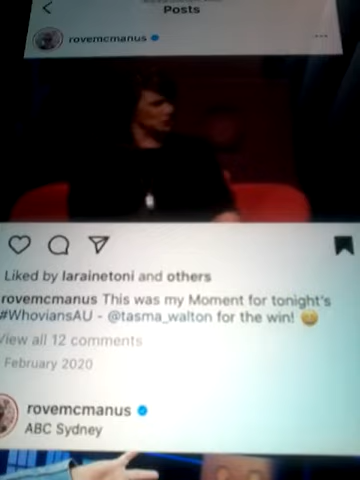 Posts
rovemcmanus
Liked by larainetoni and others
rovemcmanus This was my Moment for tonight's
#WhoviansAU - @tasma_walton for the win!
View all 12 comments
February 2020
rovemcmanus
ABC Sydney